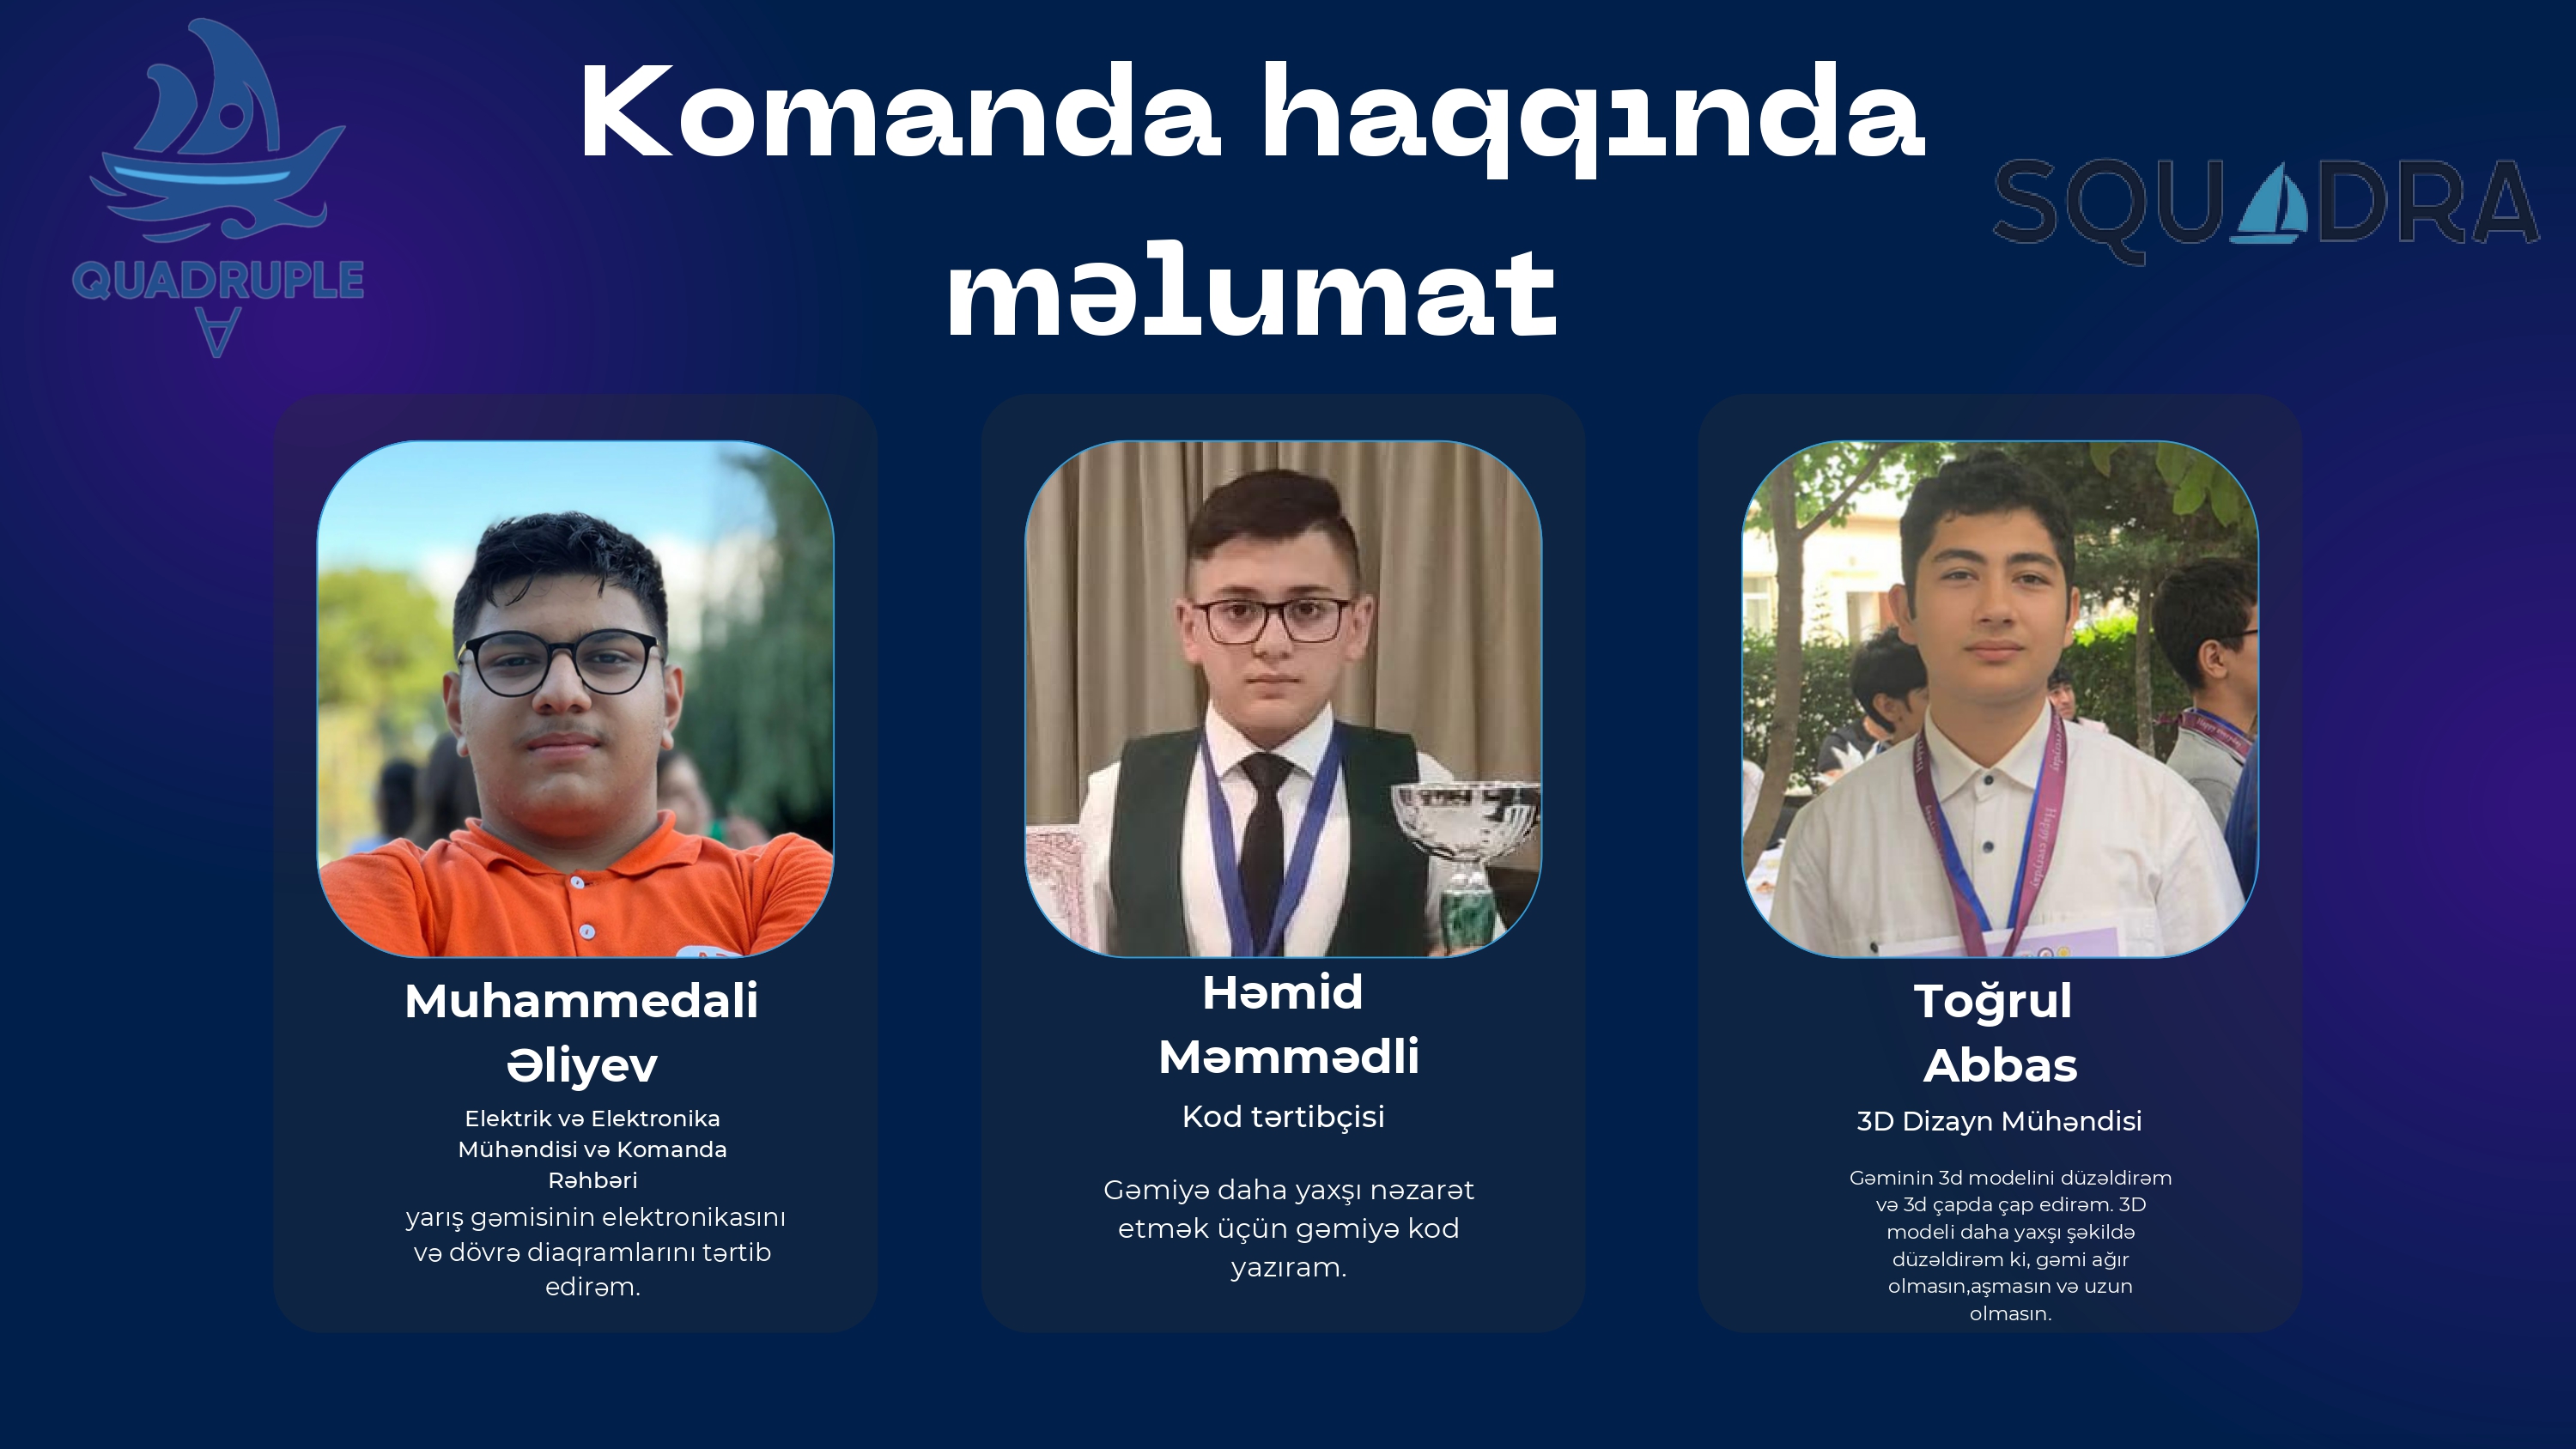 QUADRUPLE
A
Komanda haqqında
məlumat
SQUADRA
Muhammedali
Əliyev
Elektrik və Elektronika
Mühəndisi və Komanda
Rəhbəri
yarış gəmisinin elektronikasını
və dövrə diaqramlarını tərtib
edirəm.
Həmid
Məmmədli
Kod tərtibçisi
Gəmiyə daha yaxşı nəzarət
etmək üçün gəmiyə kod
yazıram.
Happy everyday
Toğrul
Abbas
3D Dizayn Mühəndisi
Gəminin 3d modelini düzəldirəm
və 3d çapda çap edirəm. 3D
modeli daha yaxşı şəkildə
düzəldirəm ki, gəmi ağır
olmasın,aşmasın və uzun
olmasın.